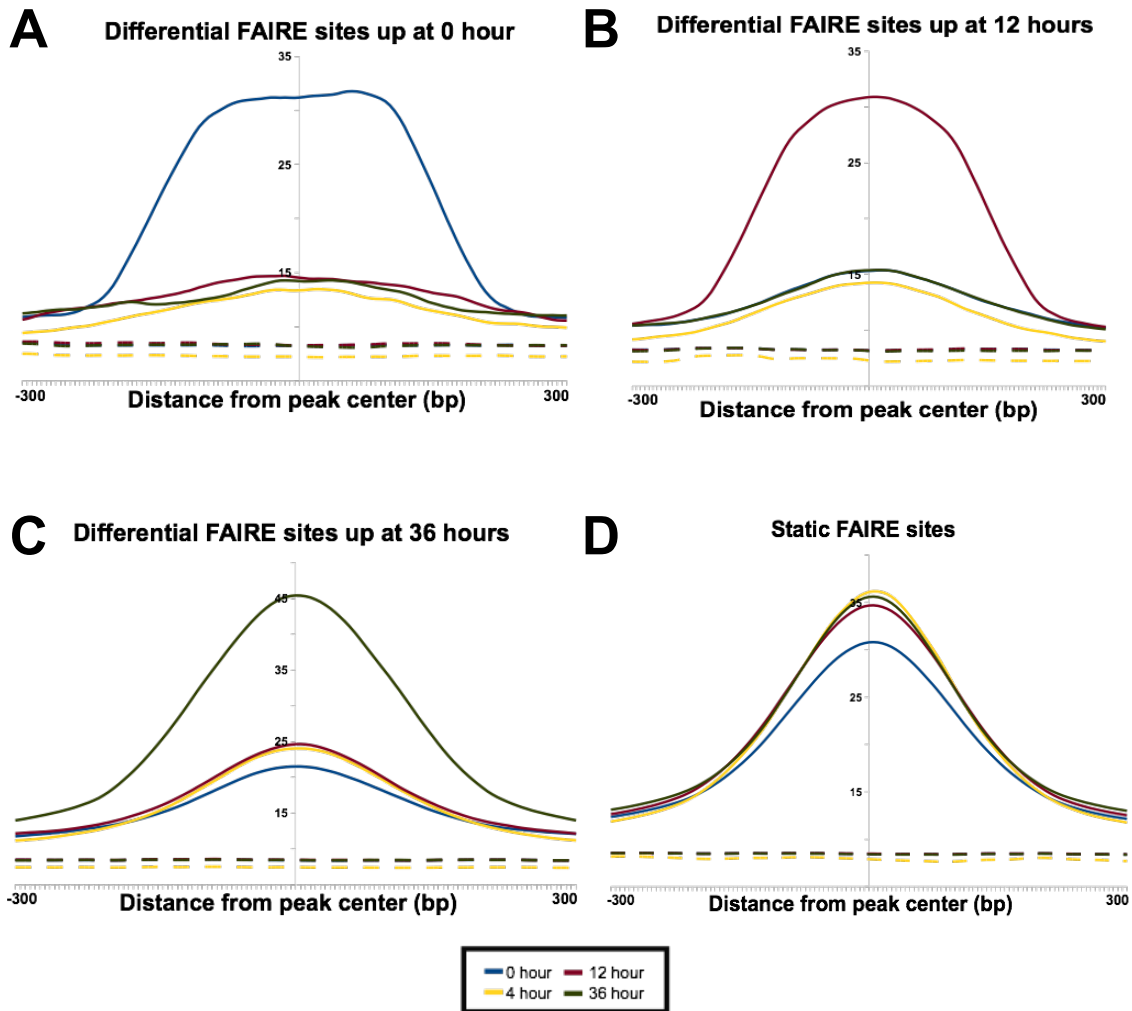 A
Differential FAIRE sites up at 0 hour
35
25
15
-300
300
Distance from peak center (bp)
B
Differential FAIRE sites up at 12 hours
35
25
15
-300
300
Distance from peak center (bp)
C
Differential FAIRE sites up at 36 hours
45
35
25
15
-300
300
Distance from peak center (bp)
D
Static FAIRE sites
35
25
15
-300
300
Distance from peak center (bp)
0 hour
12 hour
4 hour
36 hour